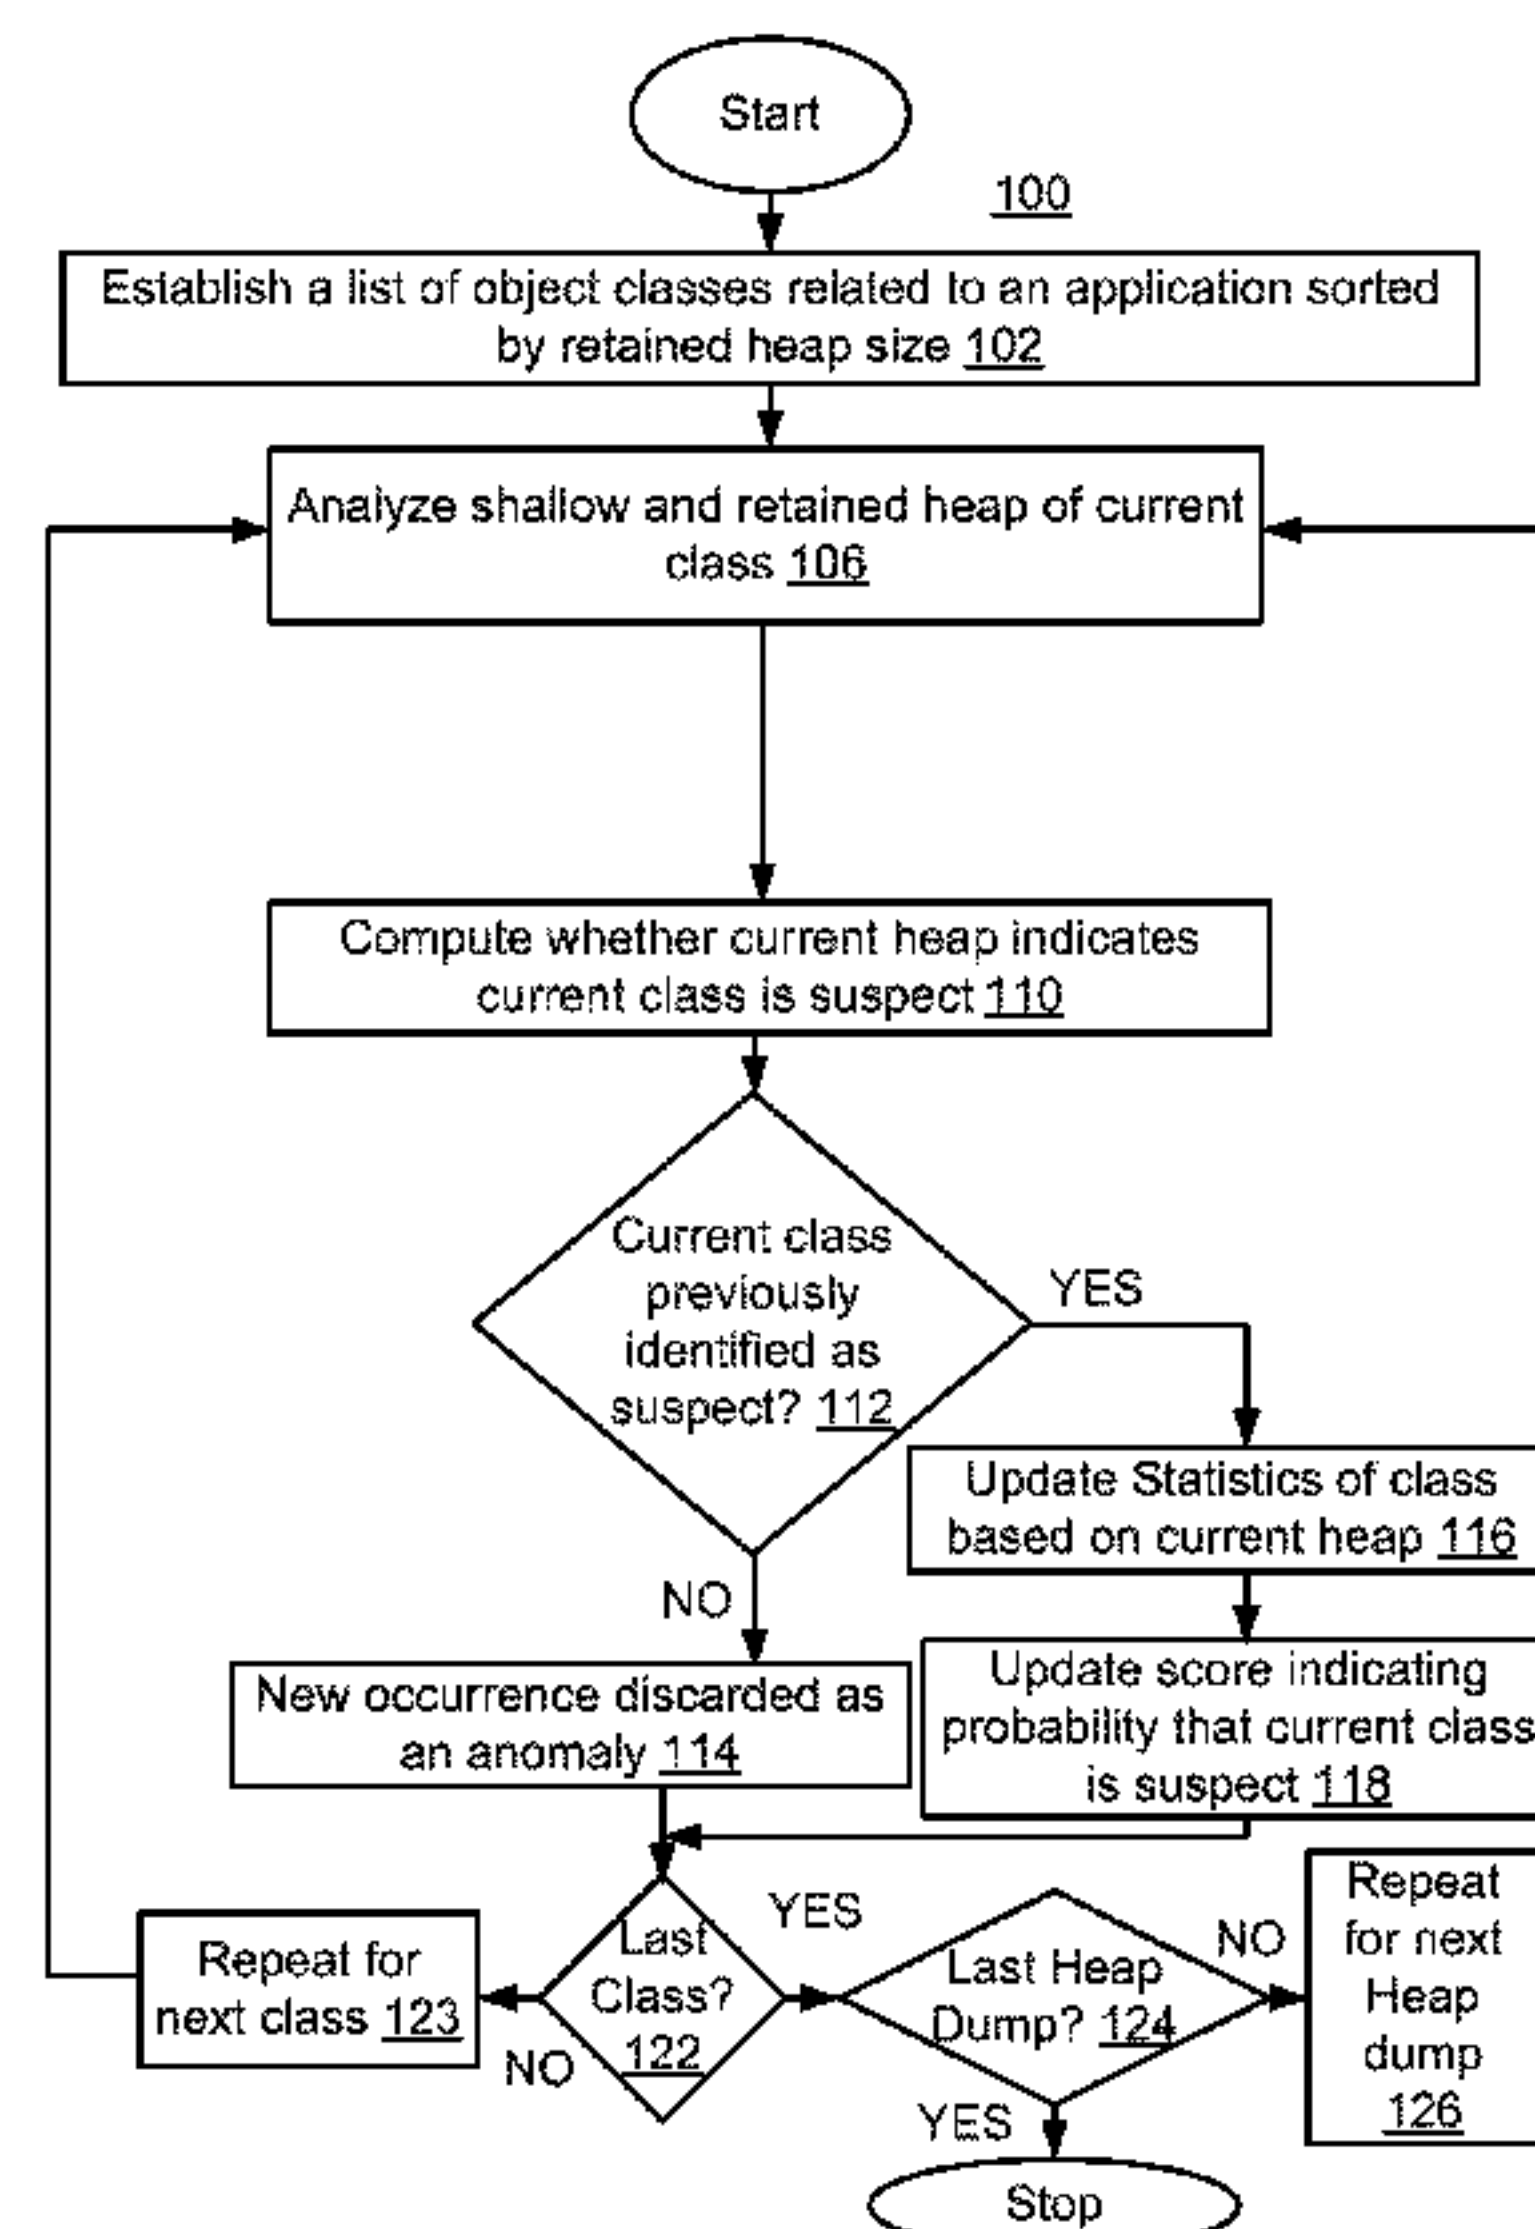 Start
100
Establish a list of object classes related to an application sorted
by retained heap size 102
Analyze shallow and retained heap of current
class 106
Compute whether current heap indicates
current class is suspect 110
Current class
previously
identified as
suspect? 112
YES
NO
Update Statistics of class
based on current heap 116
New occurrence discarded as
an anomaly 114
Update score indicating
probability that current class
is suspect 118
Repeat for
next class 123
NO
Last
Class?
122
YES
Last Heap
Dump? 124
NO
YES
Repeat
for next
Heap
dump
126
Stop